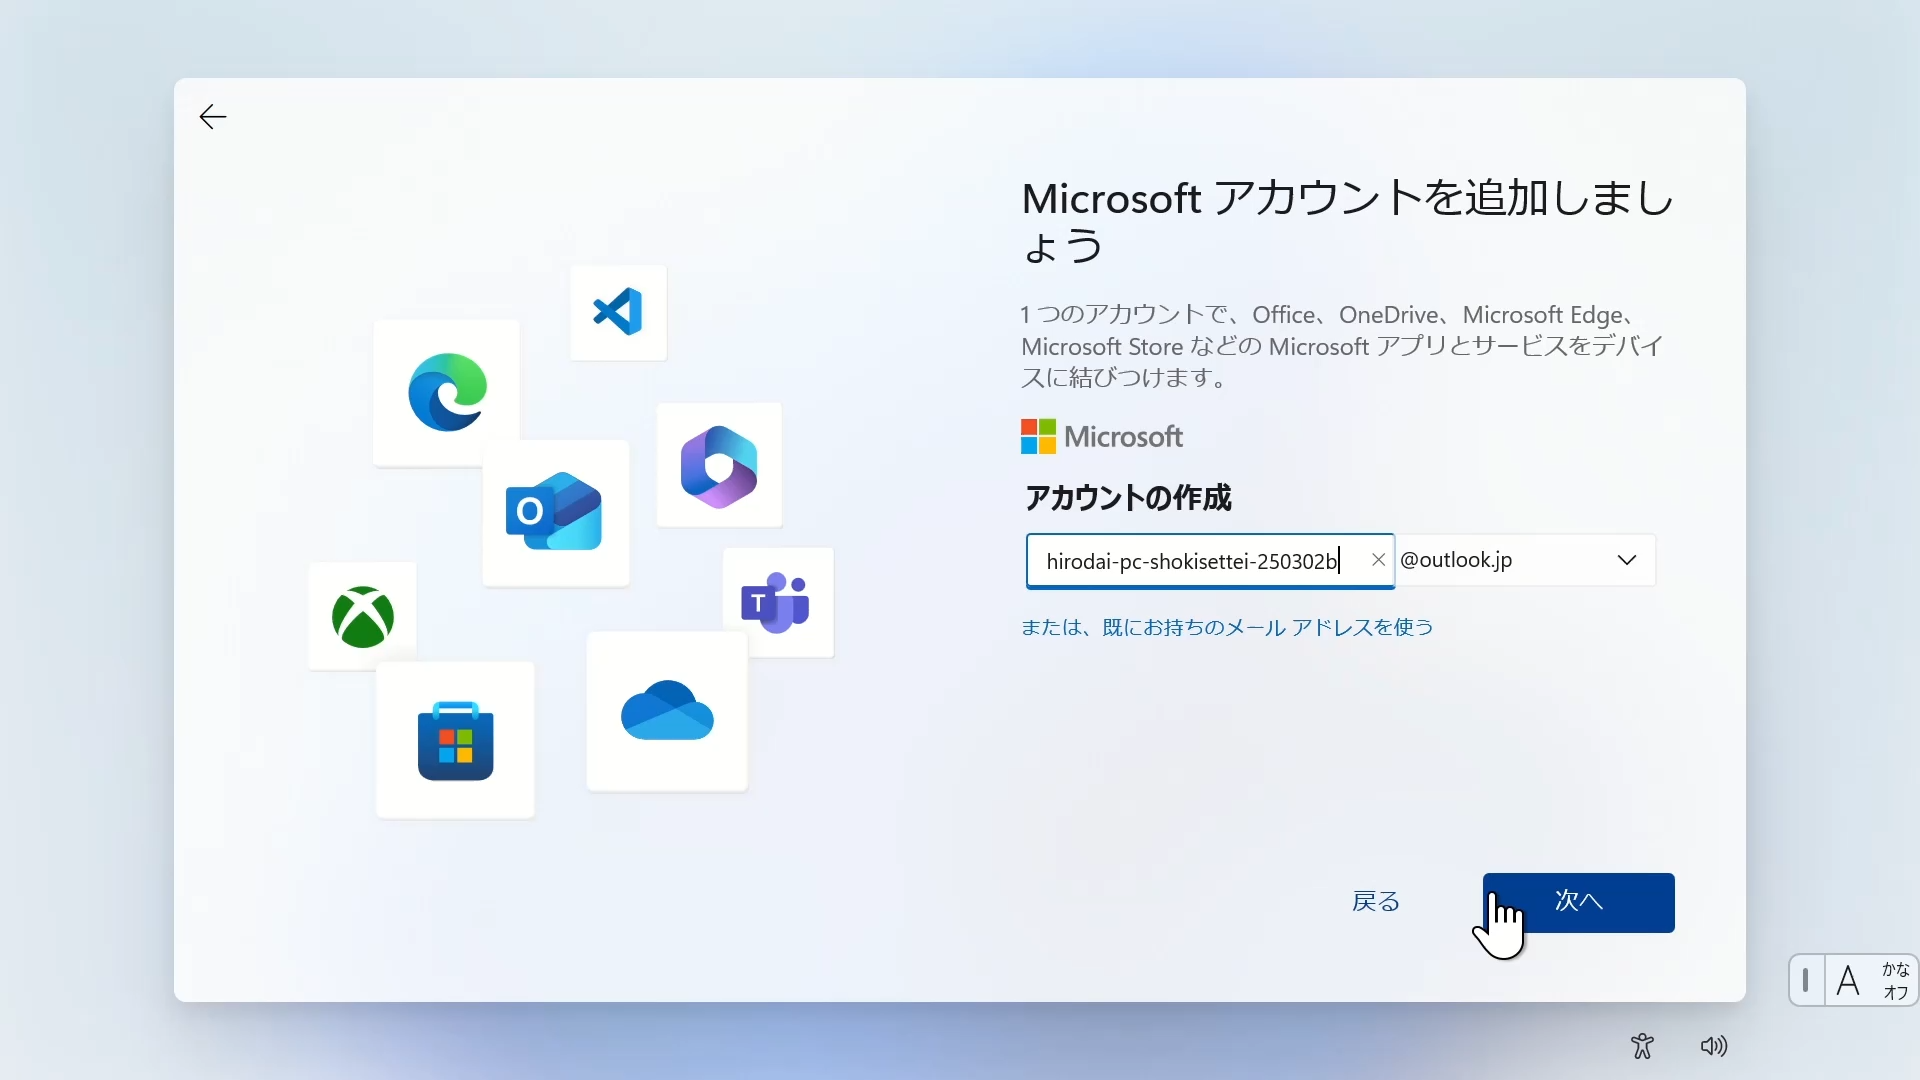 Microsoft アカウントを追加しまし
ょう
1 つのアカウントで、Office、OneDrive、Microsoft Edge、
Microsoft Store などの Microsoft アプリとサービスをデバイ
スに結びつけます。
Microsoft
アカウントの作成
hirodai-pc-shokisettei-250302b @outlook.jp
または、既にお持ちのメール アドレスを使う
O
T
戻る
次へ
A かな
オフ